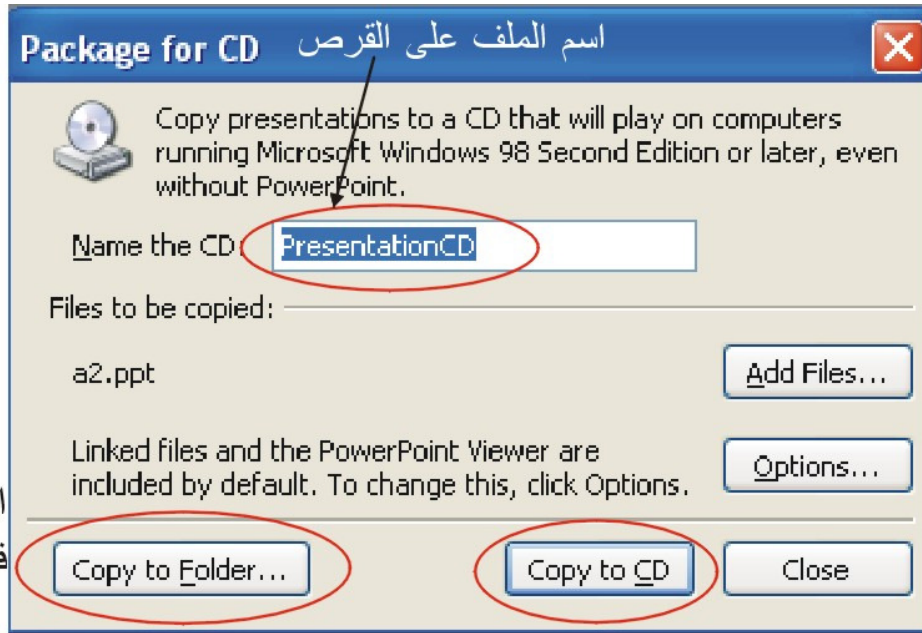 Package for CD اسم الملف على القرص
Copy presentations to a CD that will play on computers
running Microsoft Windows 98 Second Edition or later, even
without PowerPoint.
Name the CD: PresentationCD
Files to be copied:
a2.ppt
Add Files...
Linked files and the PowerPoint Viewer are
included by default. To change this, click Options.
Options...
Copy to Folder...
Copy to CD
Close